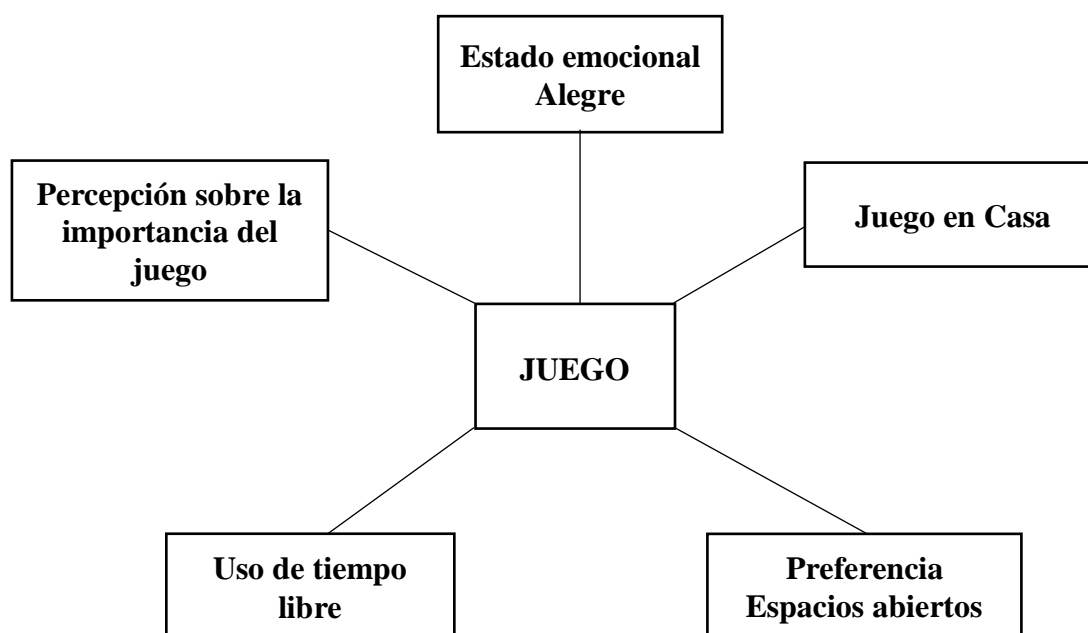 Estado emocional
Alegre
Percepción sobre la
importancia del
juego
Juego en Casa
JUEGO
Uso de tiempo
libre
Preferencia
Espacios abiertos